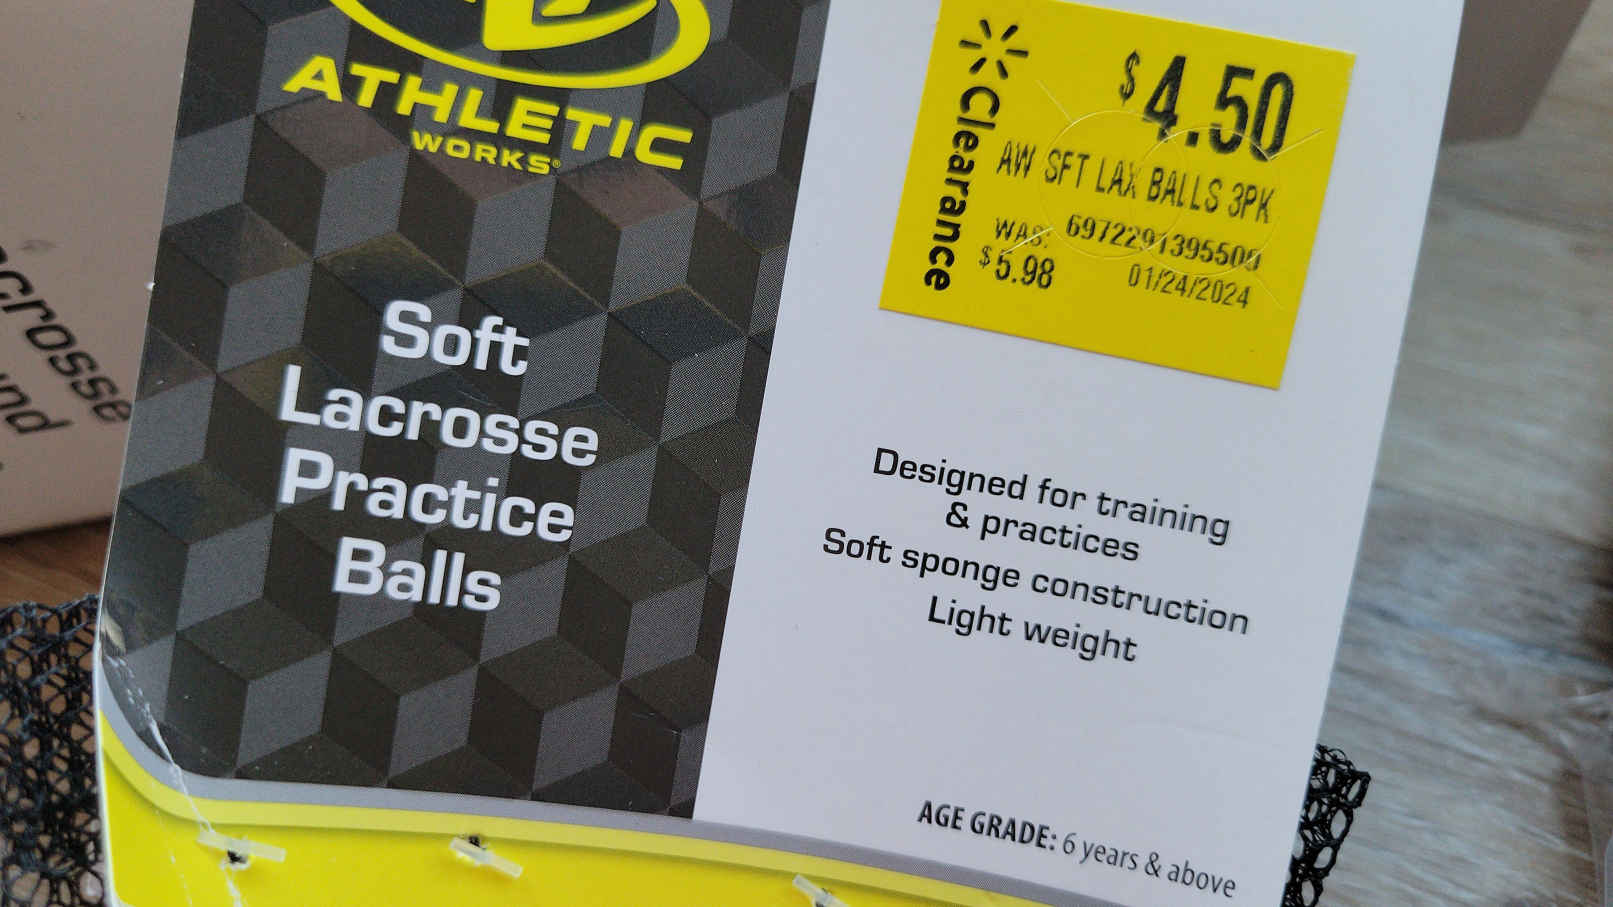 ATHLETIC
WORKS®
Soft
Lacrosse
Practice
Balls
Clearance
$4.50
AW SFT LAX BALLS 3PK
WAS: 6972291395509
$5.98 01/24/2024
Designed for training
& practices
Soft sponge construction
Light weight
AGE GRADE: 6 years & above